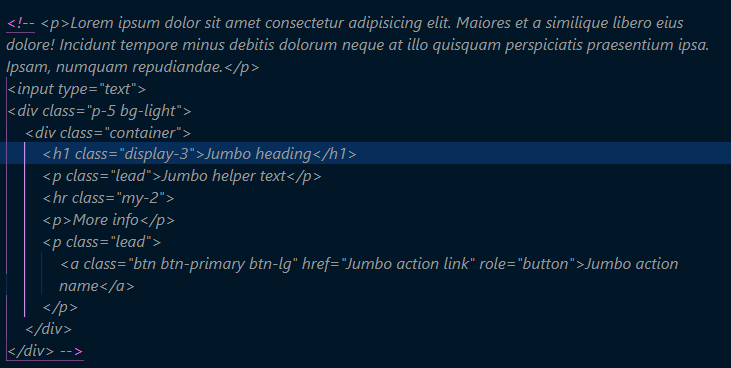 <!-- <p>Lorem ipsum dolor sit amet consectetur adipisicing elit. Maiores et a similique libero eius
dolore! Incidunt tempore minus debitis dolorum neque at illo quisquam perspiciatis praesentium ipsa.
Ipsam, numquam repudiandae.</p>
<input type="text">
<div class="p-5 bg-light">
<div class="container">
<h1 class="display-3">Jumbo heading</h1>
<p class="lead">Jumbo helper text</p>
<hr class="my-2">
<p>More info</p>
<p class="lead">
<a class="btn btn-primary btn-lg" href="Jumbo action link" role="button">Jumbo action
name</a>
</p>
</div>
</div> -->